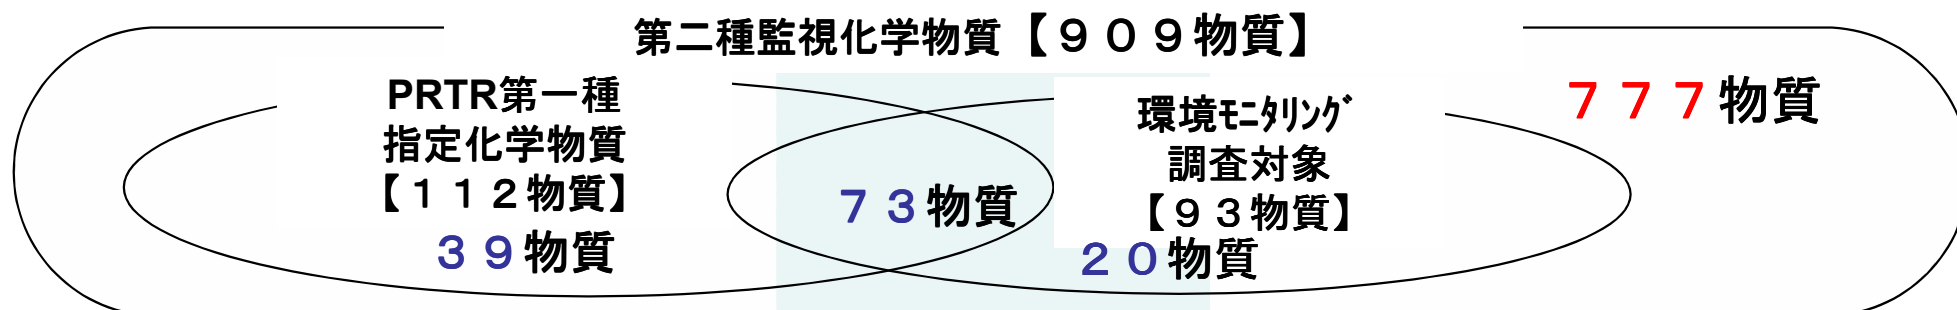 第二種監視化学物質【９０９物質】
PRTR第一種
指定化学物質
【１１２物質】
３９物質
７３物質
環境ﾓﾆﾀﾘﾝｸﾞ
調査対象
【９３物質】
２０物質
７７７物質